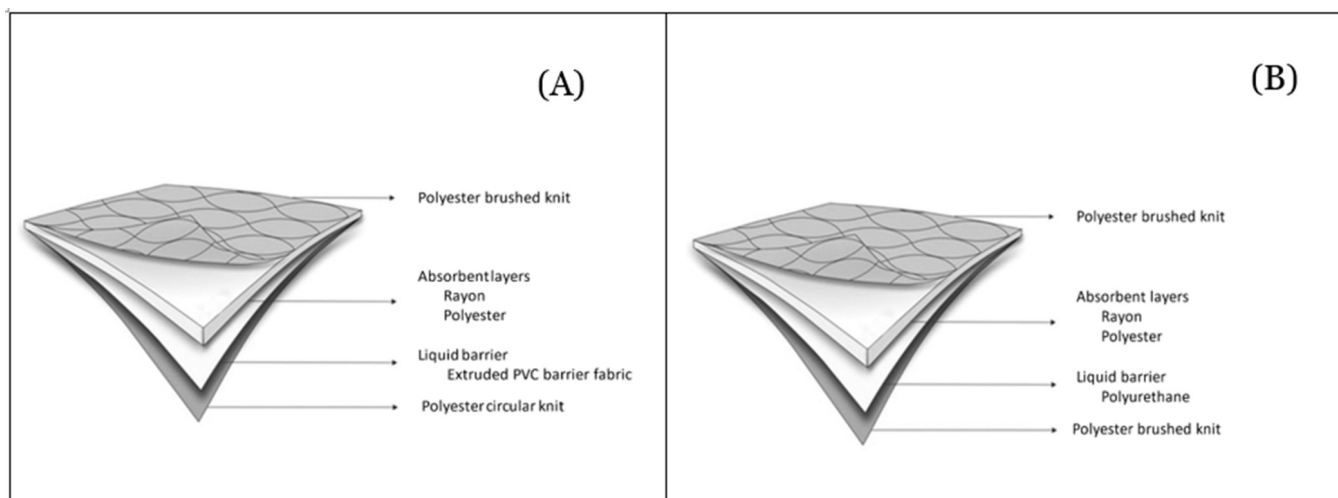 (A)
Polyester brushed knit
Absorbent layers
Rayon
Polyester
Liquid barrier
Extruded PVC barrier fabric
Polyester circular knit
(B)
Polyester brushed knit
Absorbent layers
Rayon
Polyester
Liquid barrier
Polyurethane
Polyester brushed knit